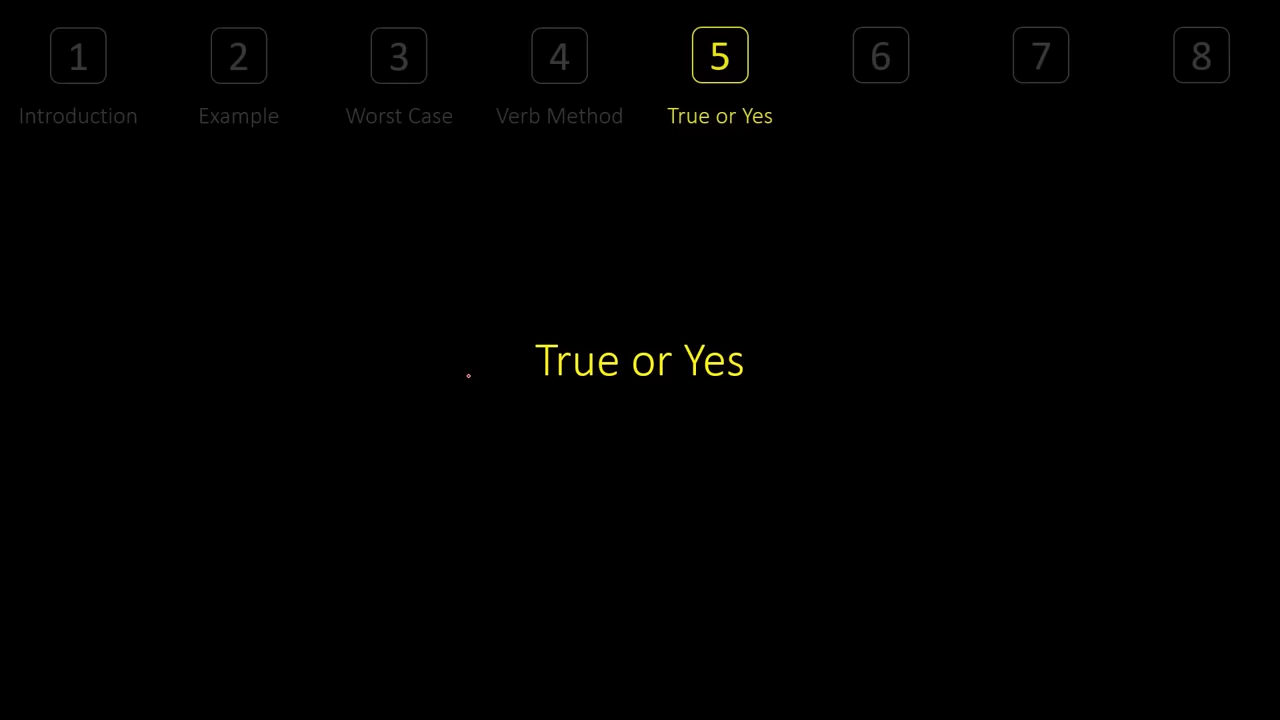 1 2 3 4 5 6 7 8
Introduction Example Worst Case Verb Method True or Yes
True or Yes